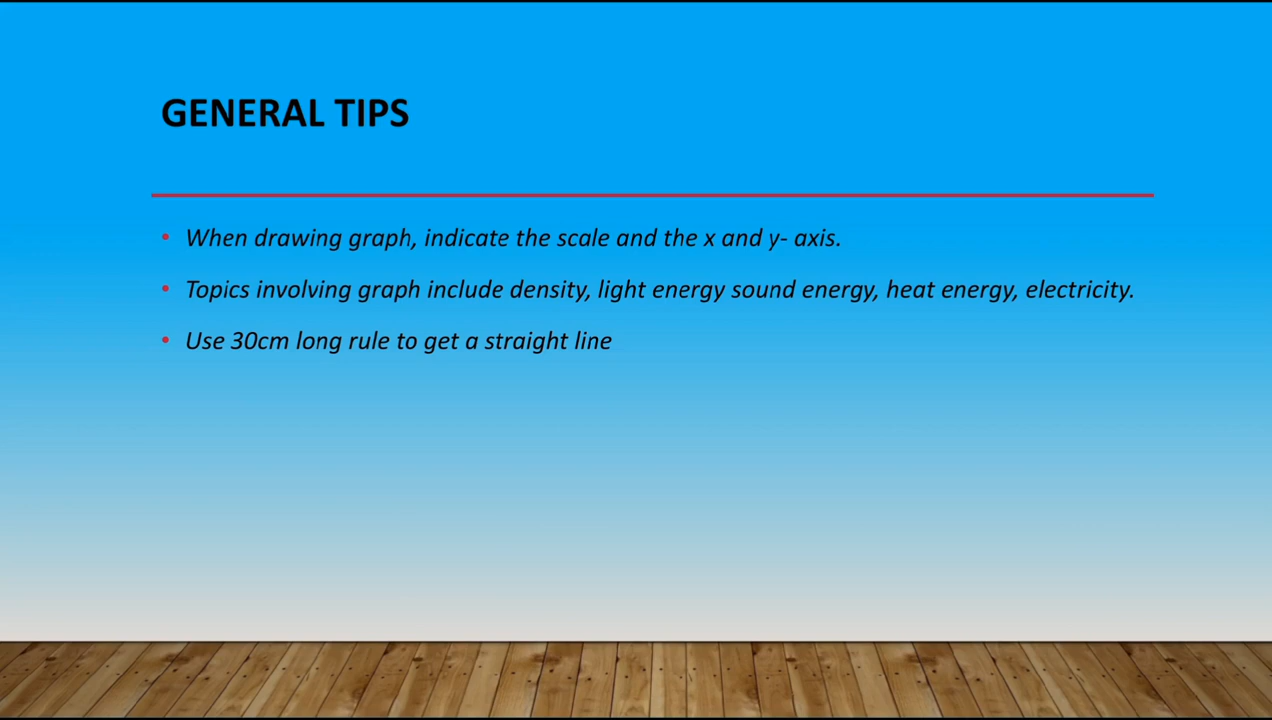 GENERAL TIPS
• When drawing graph, indicate the scale and the x and y- axis.
• Topics involving graph include density, light energy sound energy, heat energy, electricity.
• Use 30cm long rule to get a straight line